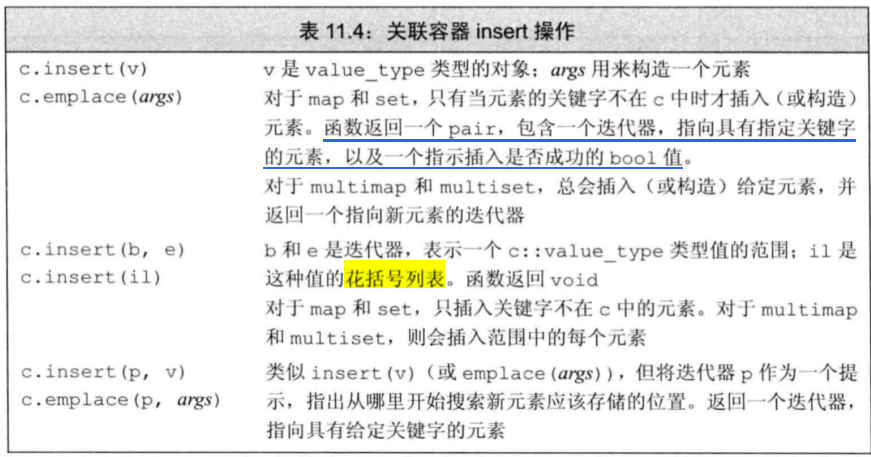 表 11.4：关联容器 insert 操作
c.insert(v) v 是 value_type 类型的对象；args 用来构造一个元素
c.emplace(args) 对于 map 和 set，只有当元素的关键字不在 c 中时才插入（或构造）
元素。函数返回一个 pair，包含一个迭代器，指向具有指定关键字
的元素，以及一个指示插入是否成功的 bool 值。
对于 multimap 和 multiset，总会插入（或构造）给定元素，并
返回一个指向新元素的迭代器
c.insert(b, e) b 和 e 是迭代器，表示一个 c::value_type 类型值的范围；il 是
c.insert(il) 这种值的花括号列表。函数返回 void
对于 map 和 set，只插入关键字不在 c 中的元素。对于 multimap
和 multiset，则会插入范围中的每个元素
c.insert(p, v) 类似 insert(v)（或 emplace(args)），但将迭代器 p 作为一个提
c.emplace(p, args) 示，指出从哪里开始搜索新元素应该存储的位置。返回一个迭代器，
指向具有给定关键字的元素